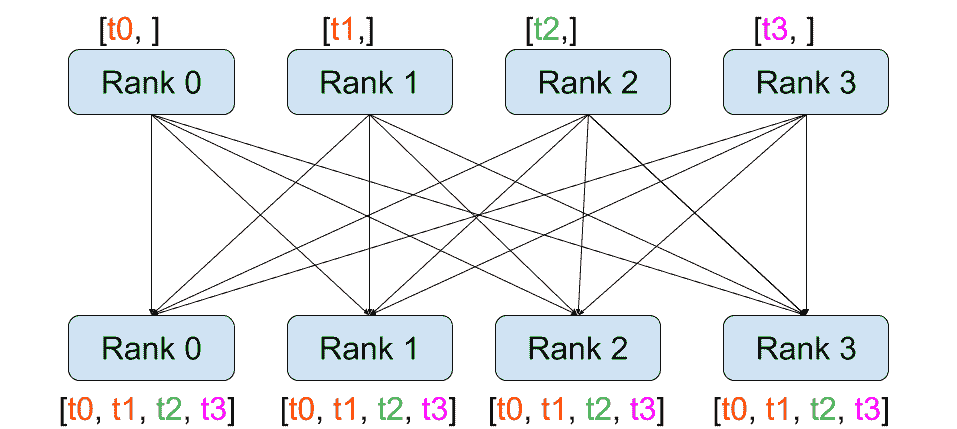 [t0, ] [t1,] [t2,] [t3, ]
Rank 0 Rank 1 Rank 2 Rank 3
Rank 0 Rank 1 Rank 2 Rank 3
[t0, t1, t2, t3] [t0, t1, t2, t3] [t0, t1, t2, t3] [t0, t1, t2, t3]